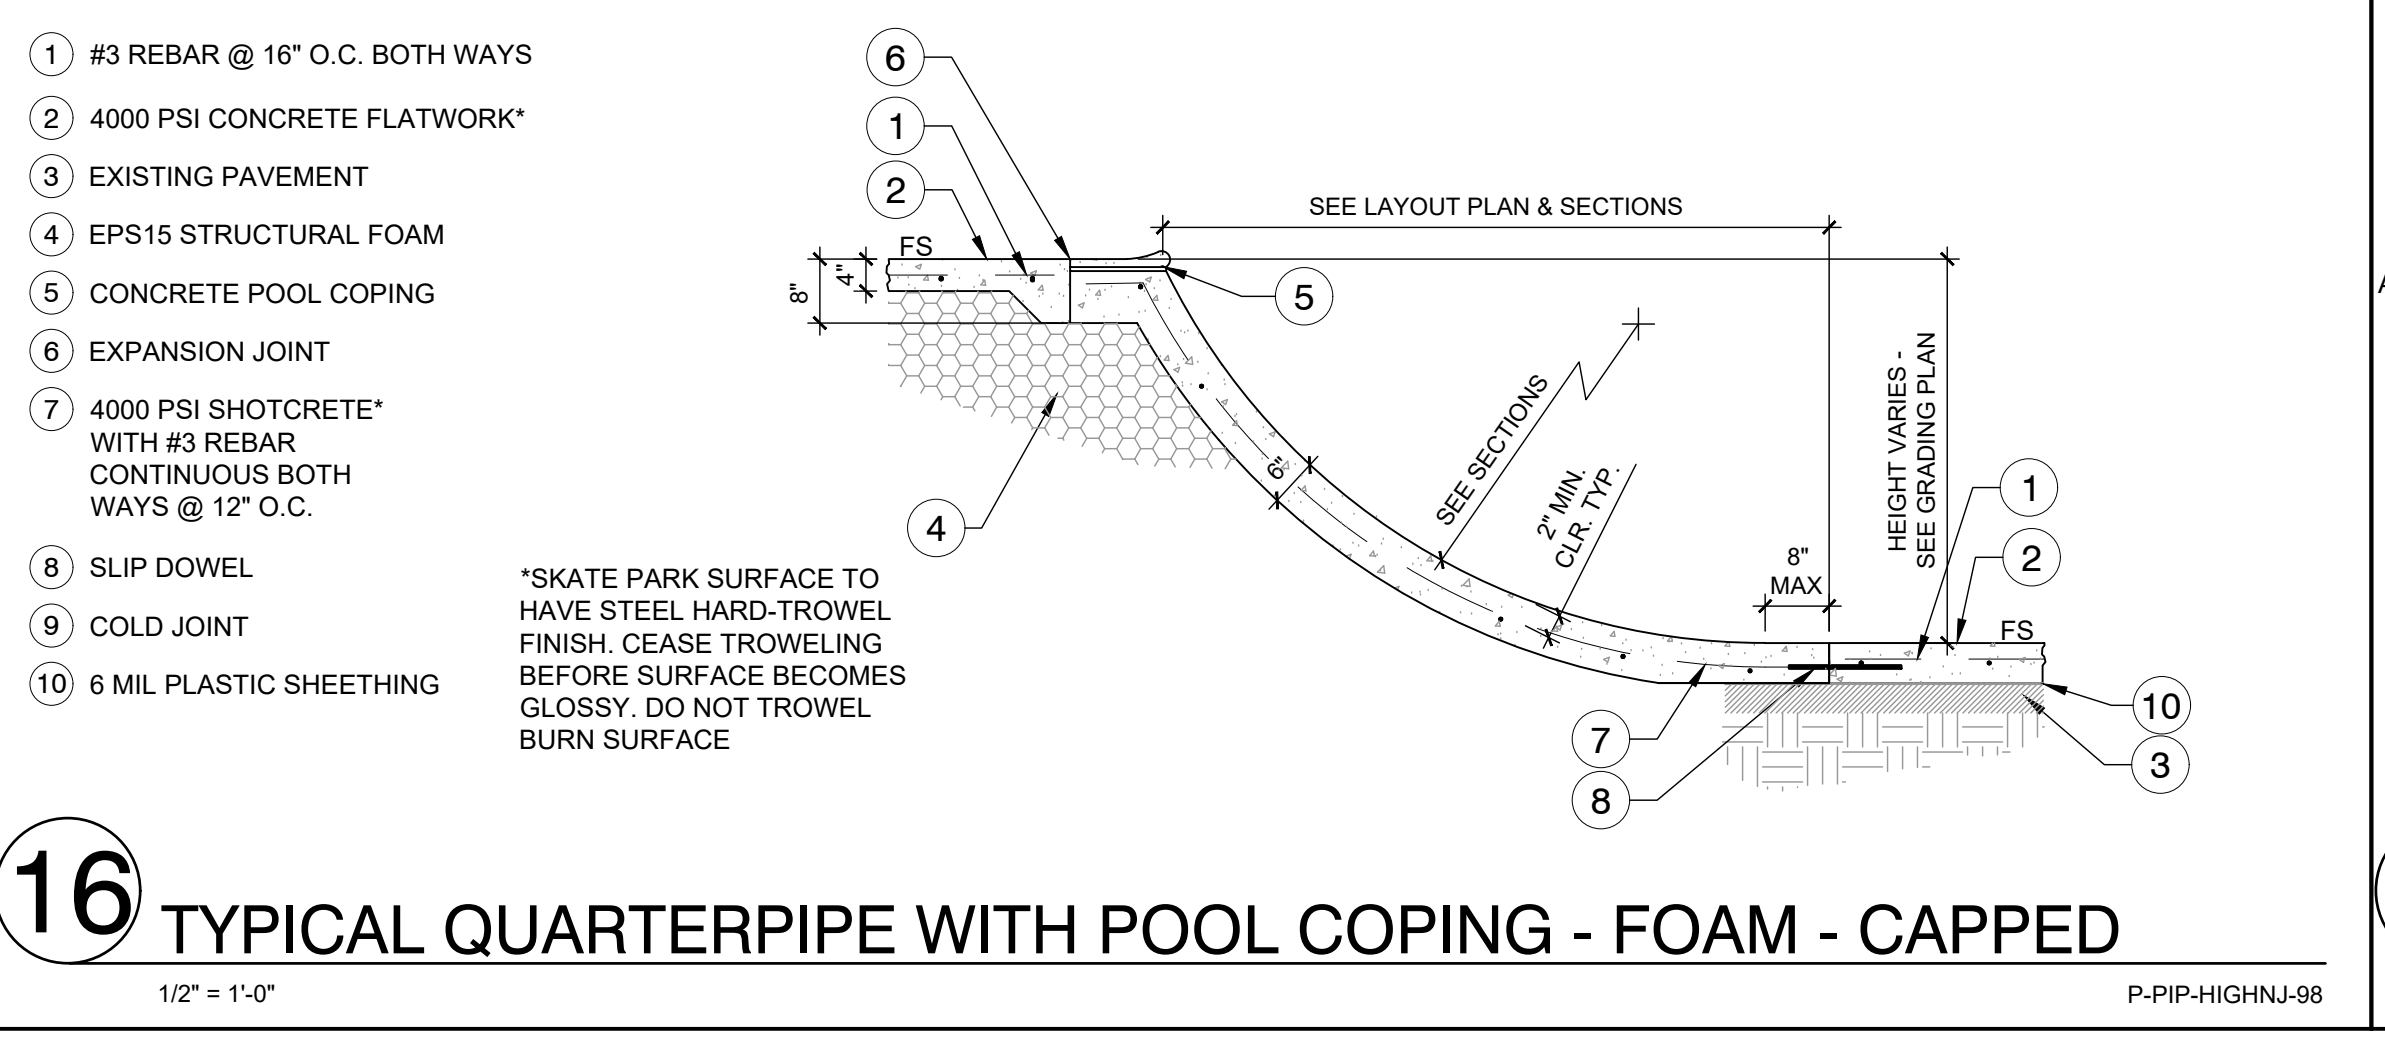 1 #3 REBAR @ 16" O.C. BOTH WAYS
2 4000 PSI CONCRETE FLATWORK*
3 EXISTING PAVEMENT
4 EPS15 STRUCTURAL FOAM
5 CONCRETE POOL COPING
6 EXPANSION JOINT
7 4000 PSI SHOTCRETE*
WITH #3 REBAR
CONTINUOUS BOTH
WAYS @ 12" O.C.
8 SLIP DOWEL
9 COLD JOINT
10 6 MIL PLASTIC SHEETHING
*SKATE PARK SURFACE TO
HAVE STEEL HARD-TROWEL
FINISH. CEASE TROWELING
BEFORE SURFACE BECOMES
GLOSSY. DO NOT TROWEL
BURN SURFACE
6
1
2
FS
4"
8"
SEE LAYOUT PLAN & SECTIONS
5
4
6"
SEE SECTIONS
2" MIN.
CLR. TYP.
HEIGHT VARIES -
SEE GRADING PLAN
8"
MAX
1
2
FS
7
8
10
3
16
TYPICAL QUARTERPIPE WITH POOL COPING - FOAM - CAPPED
1/2" = 1'-0"
P-PIP-HIGHNJ-98